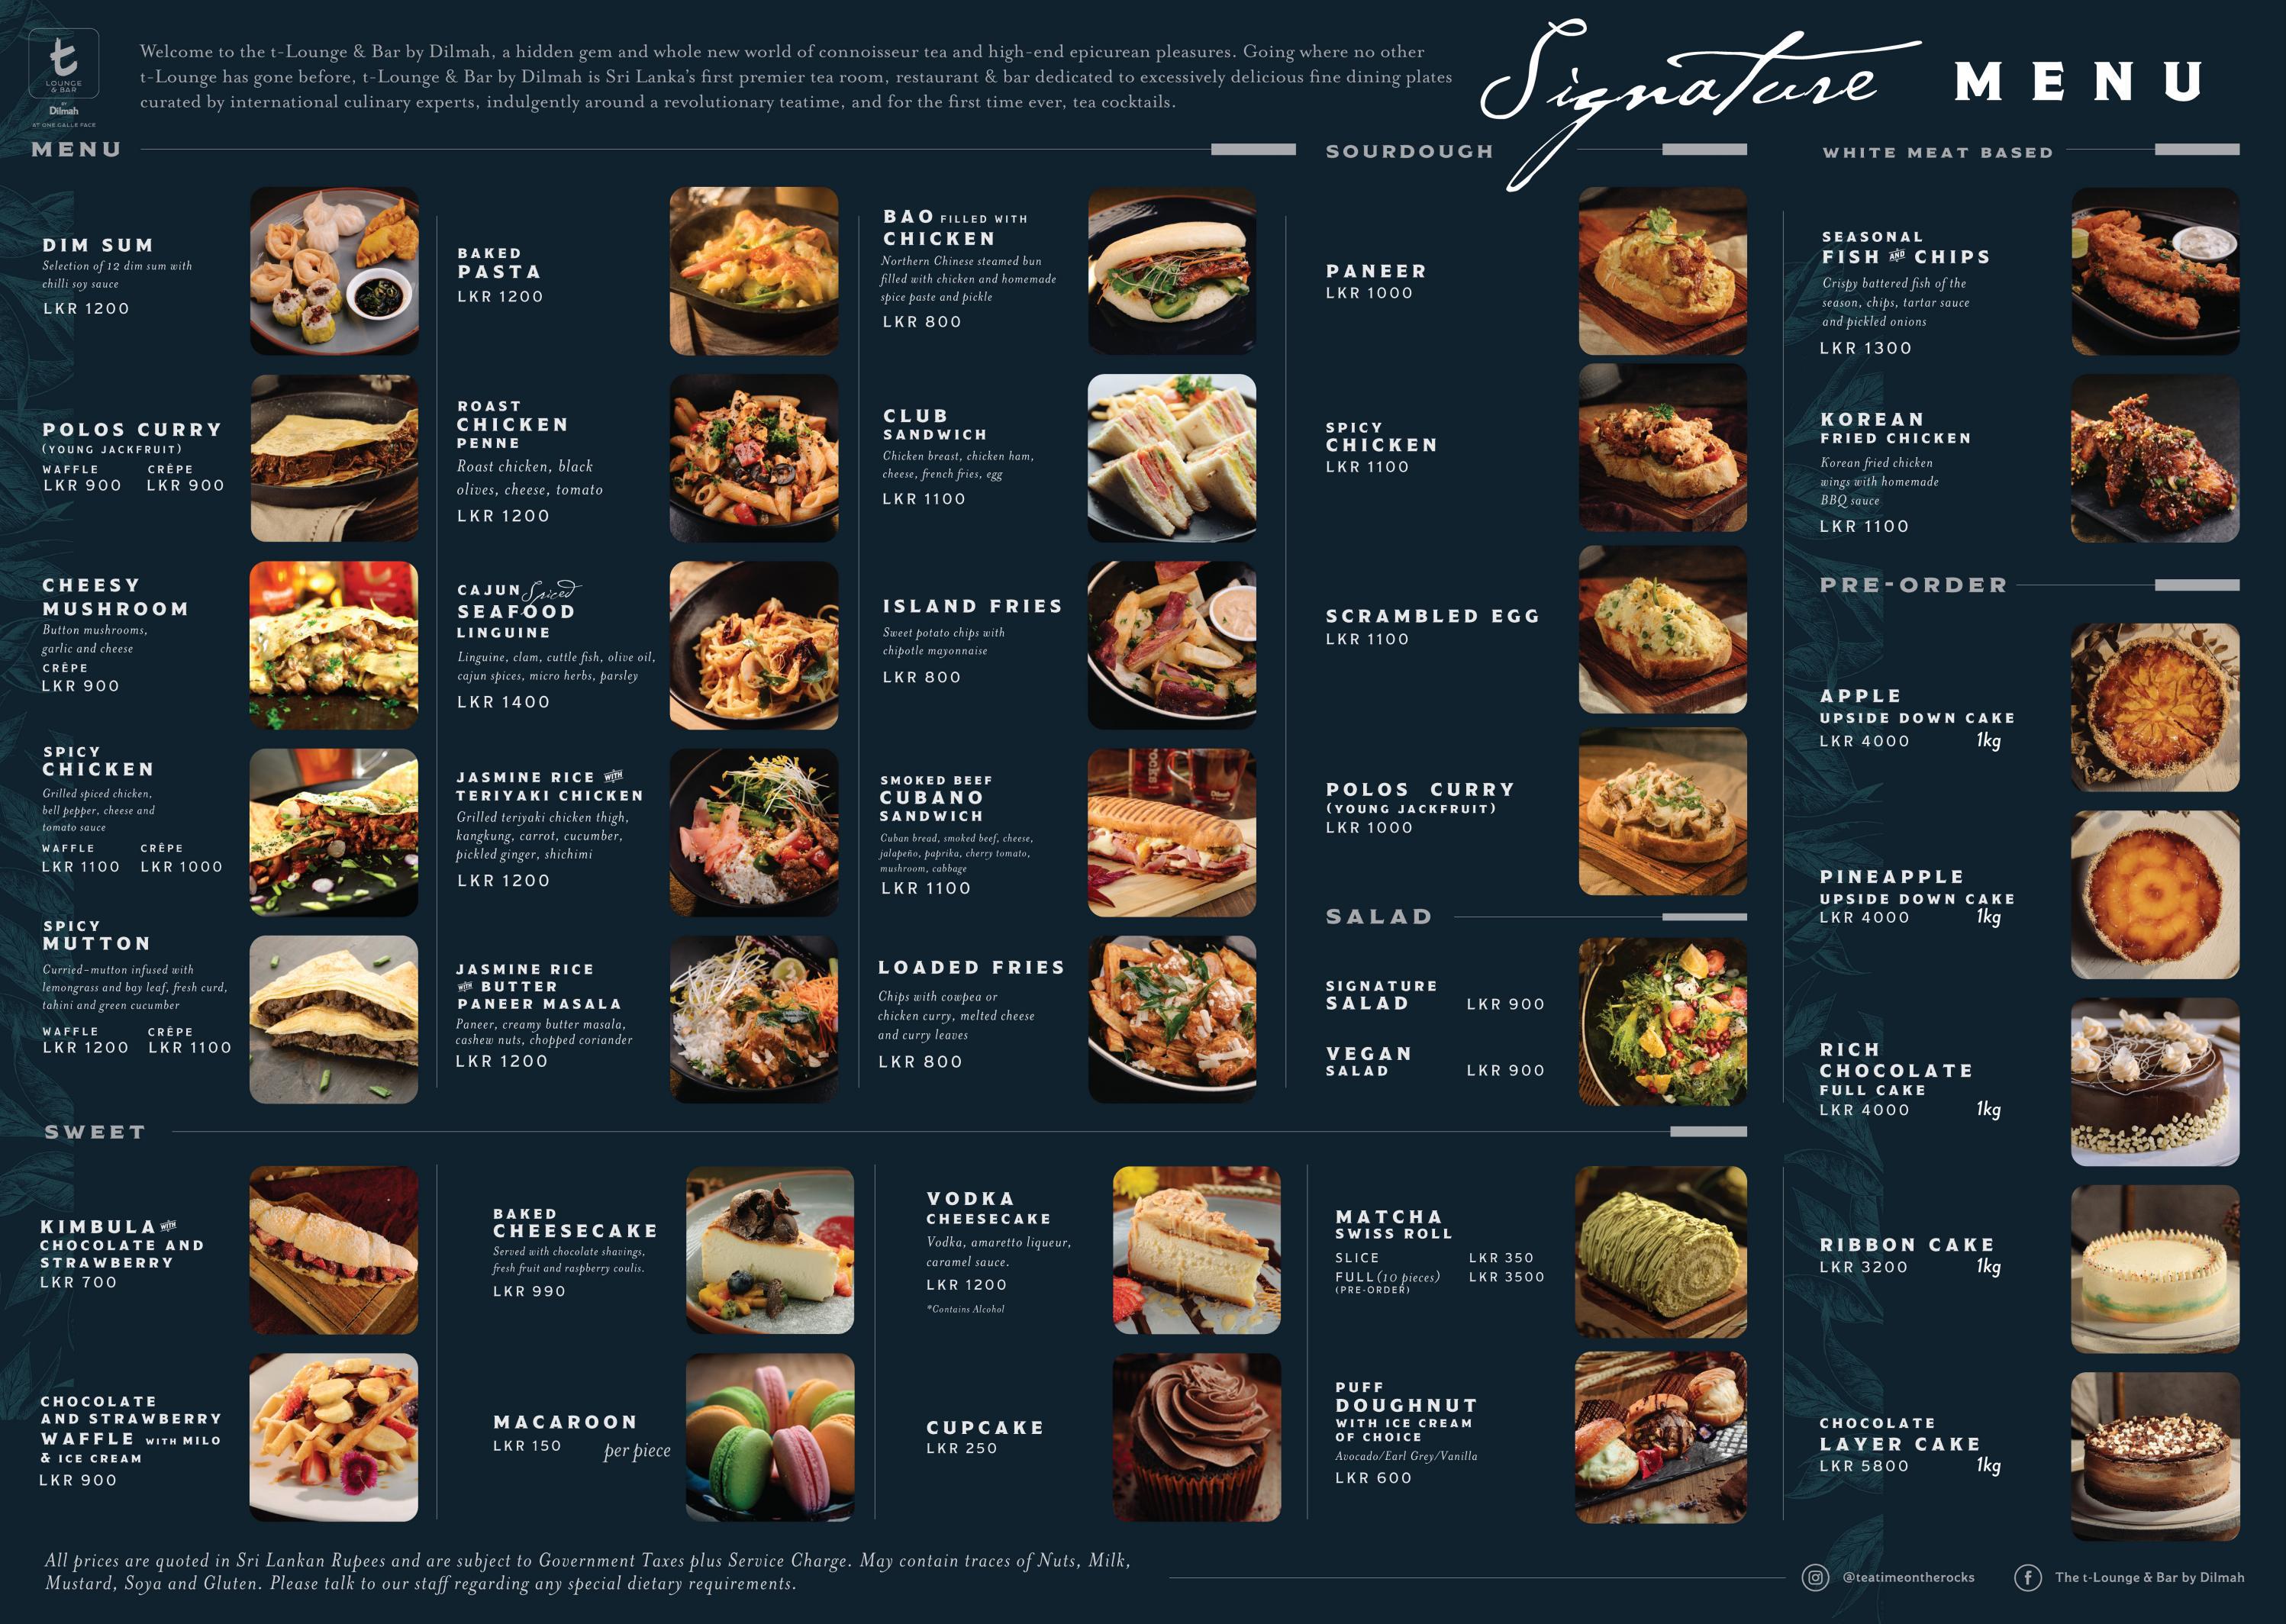 t
LOUNGE
& BAR
BY
Dilmah
AT ONE GALLE FACE
Welcome to the t-Lounge & Bar by Dilmah, a hidden gem and whole new world of connoisseur tea and high-end epicurean pleasures. Going where no other
t-Lounge has gone before, t-Lounge & Bar by Dilmah is Sri Lanka's first premier tea room, restaurant & bar dedicated to excessively delicious fine dining plates
curated by international culinary experts, indulgently around a revolutionary teatime, and for the first time ever, tea cocktails.
Signature MENU
MENU
DIM SUM
Selection of 12 dim sum with
chilli soy sauce
LKR 1200
POLOS CURRY
(YOUNG JACKFRUIT)
WAFFLE CRÊPE
LKR 900 LKR 900
CHEESY
MUSHROOM
Button mushrooms,
garlic and cheese
CRÊPE
LKR 900
SPICY
CHICKEN
Grilled spiced chicken,
bell pepper, cheese and
tomato sauce
WAFFLE CRÊPE
LKR 1100 LKR 1000
SPICY
MUTTON
Curried-mutton infused with
lemongrass and bay leaf, fresh curd,
tahini and green cucumber
WAFFLE CRÊPE
LKR 1200 LKR 1100
BAKED
PASTA
LKR 1200
ROAST
CHICKEN
PENNE
Roast chicken, black
olives, cheese, tomato
LKR 1200
CAJUN Spiced
SEAFOOD
LINGUINE
Linguine, clam, cuttle fish, olive oil,
cajun spices, micro herbs, parsley
LKR 1400
JASMINE RICE WITH
TERIYAKI CHICKEN
Grilled teriyaki chicken thigh,
kangkung, carrot, cucumber,
pickled ginger, shichimi
LKR 1200
JASMINE RICE
WITH BUTTER
PANEER MASALA
Paneer, creamy butter masala,
cashew nuts, chopped coriander
LKR 1200
BAO FILLED WITH
CHICKEN
Northern Chinese steamed bun
filled with chicken and homemade
spice paste and pickle
LKR 800
CLUB
SANDWICH
Chicken breast, chicken ham,
cheese, french fries, egg
LKR 1100
ISLAND FRIES
Sweet potato chips with
chipotle mayonnaise
LKR 800
SMOKED BEEF
CUBANO
SANDWICH
Cuban bread, smoked beef, cheese,
jalapeño, paprika, cherry tomato,
mushroom, cabbage
LKR 1100
LOADED FRIES
Chips with cowpea or
chicken curry, melted cheese
and curry leaves
LKR 800
SOURDOUGH
PANEER
LKR 1000
SPICY
CHICKEN
LKR 1100
SCRAMBLED EGG
LKR 1100
POLOS CURRY
(YOUNG JACKFRUIT)
LKR 1000
SALAD
SIGNATURE
SALAD LKR 900
VEGAN
SALAD LKR 900
WHITE MEAT BASED
SEASONAL
FISH AND CHIPS
Crispy battered fish of the
season, chips, tartar sauce
and pickled onions
LKR 1300
KOREAN
FRIED CHICKEN
Korean fried chicken
wings with homemade
BBQ sauce
LKR 1100
PRE-ORDER
APPLE
UPSIDE DOWN CAKE
LKR 4000 1kg
PINEAPPLE
UPSIDE DOWN CAKE
LKR 4000 1kg
RICH
CHOCOLATE
FULL CAKE
LKR 4000 1kg
RIBBON CAKE
LKR 3200 1kg
CHOCOLATE
LAYER CAKE
LKR 5800 1kg
SWEET
KIMBULA WITH
CHOCOLATE AND
STRAWBERRY
LKR 700
CHOCOLATE
AND STRAWBERRY
WAFFLE WITH MILO
& ICE CREAM
LKR 900
BAKED
CHEESECAKE
Served with chocolate shavings,
fresh fruit and raspberry coulis.
LKR 990
MACAROON
LKR 150 per piece
VODKA
CHEESECAKE
Vodka, amaretto liqueur,
caramel sauce.
LKR 1200
*Contains Alcohol
CUPCAKE
LKR 250
MATCHA
SWISS ROLL
SLICE LKR 350
FULL (10 pieces) LKR 3500
(PRE-ORDER)
PUFF
DOUGHNUT
WITH ICE CREAM
OF CHOICE
Avocado/Earl Grey/Vanilla
LKR 600
All prices are quoted in Sri Lankan Rupees and are subject to Government Taxes plus Service Charge. May contain traces of Nuts, Milk,
Mustard, Soya and Gluten. Please talk to our staff regarding any special dietary requirements.
@teatimeontherocks
The t-Lounge & Bar by Dilmah